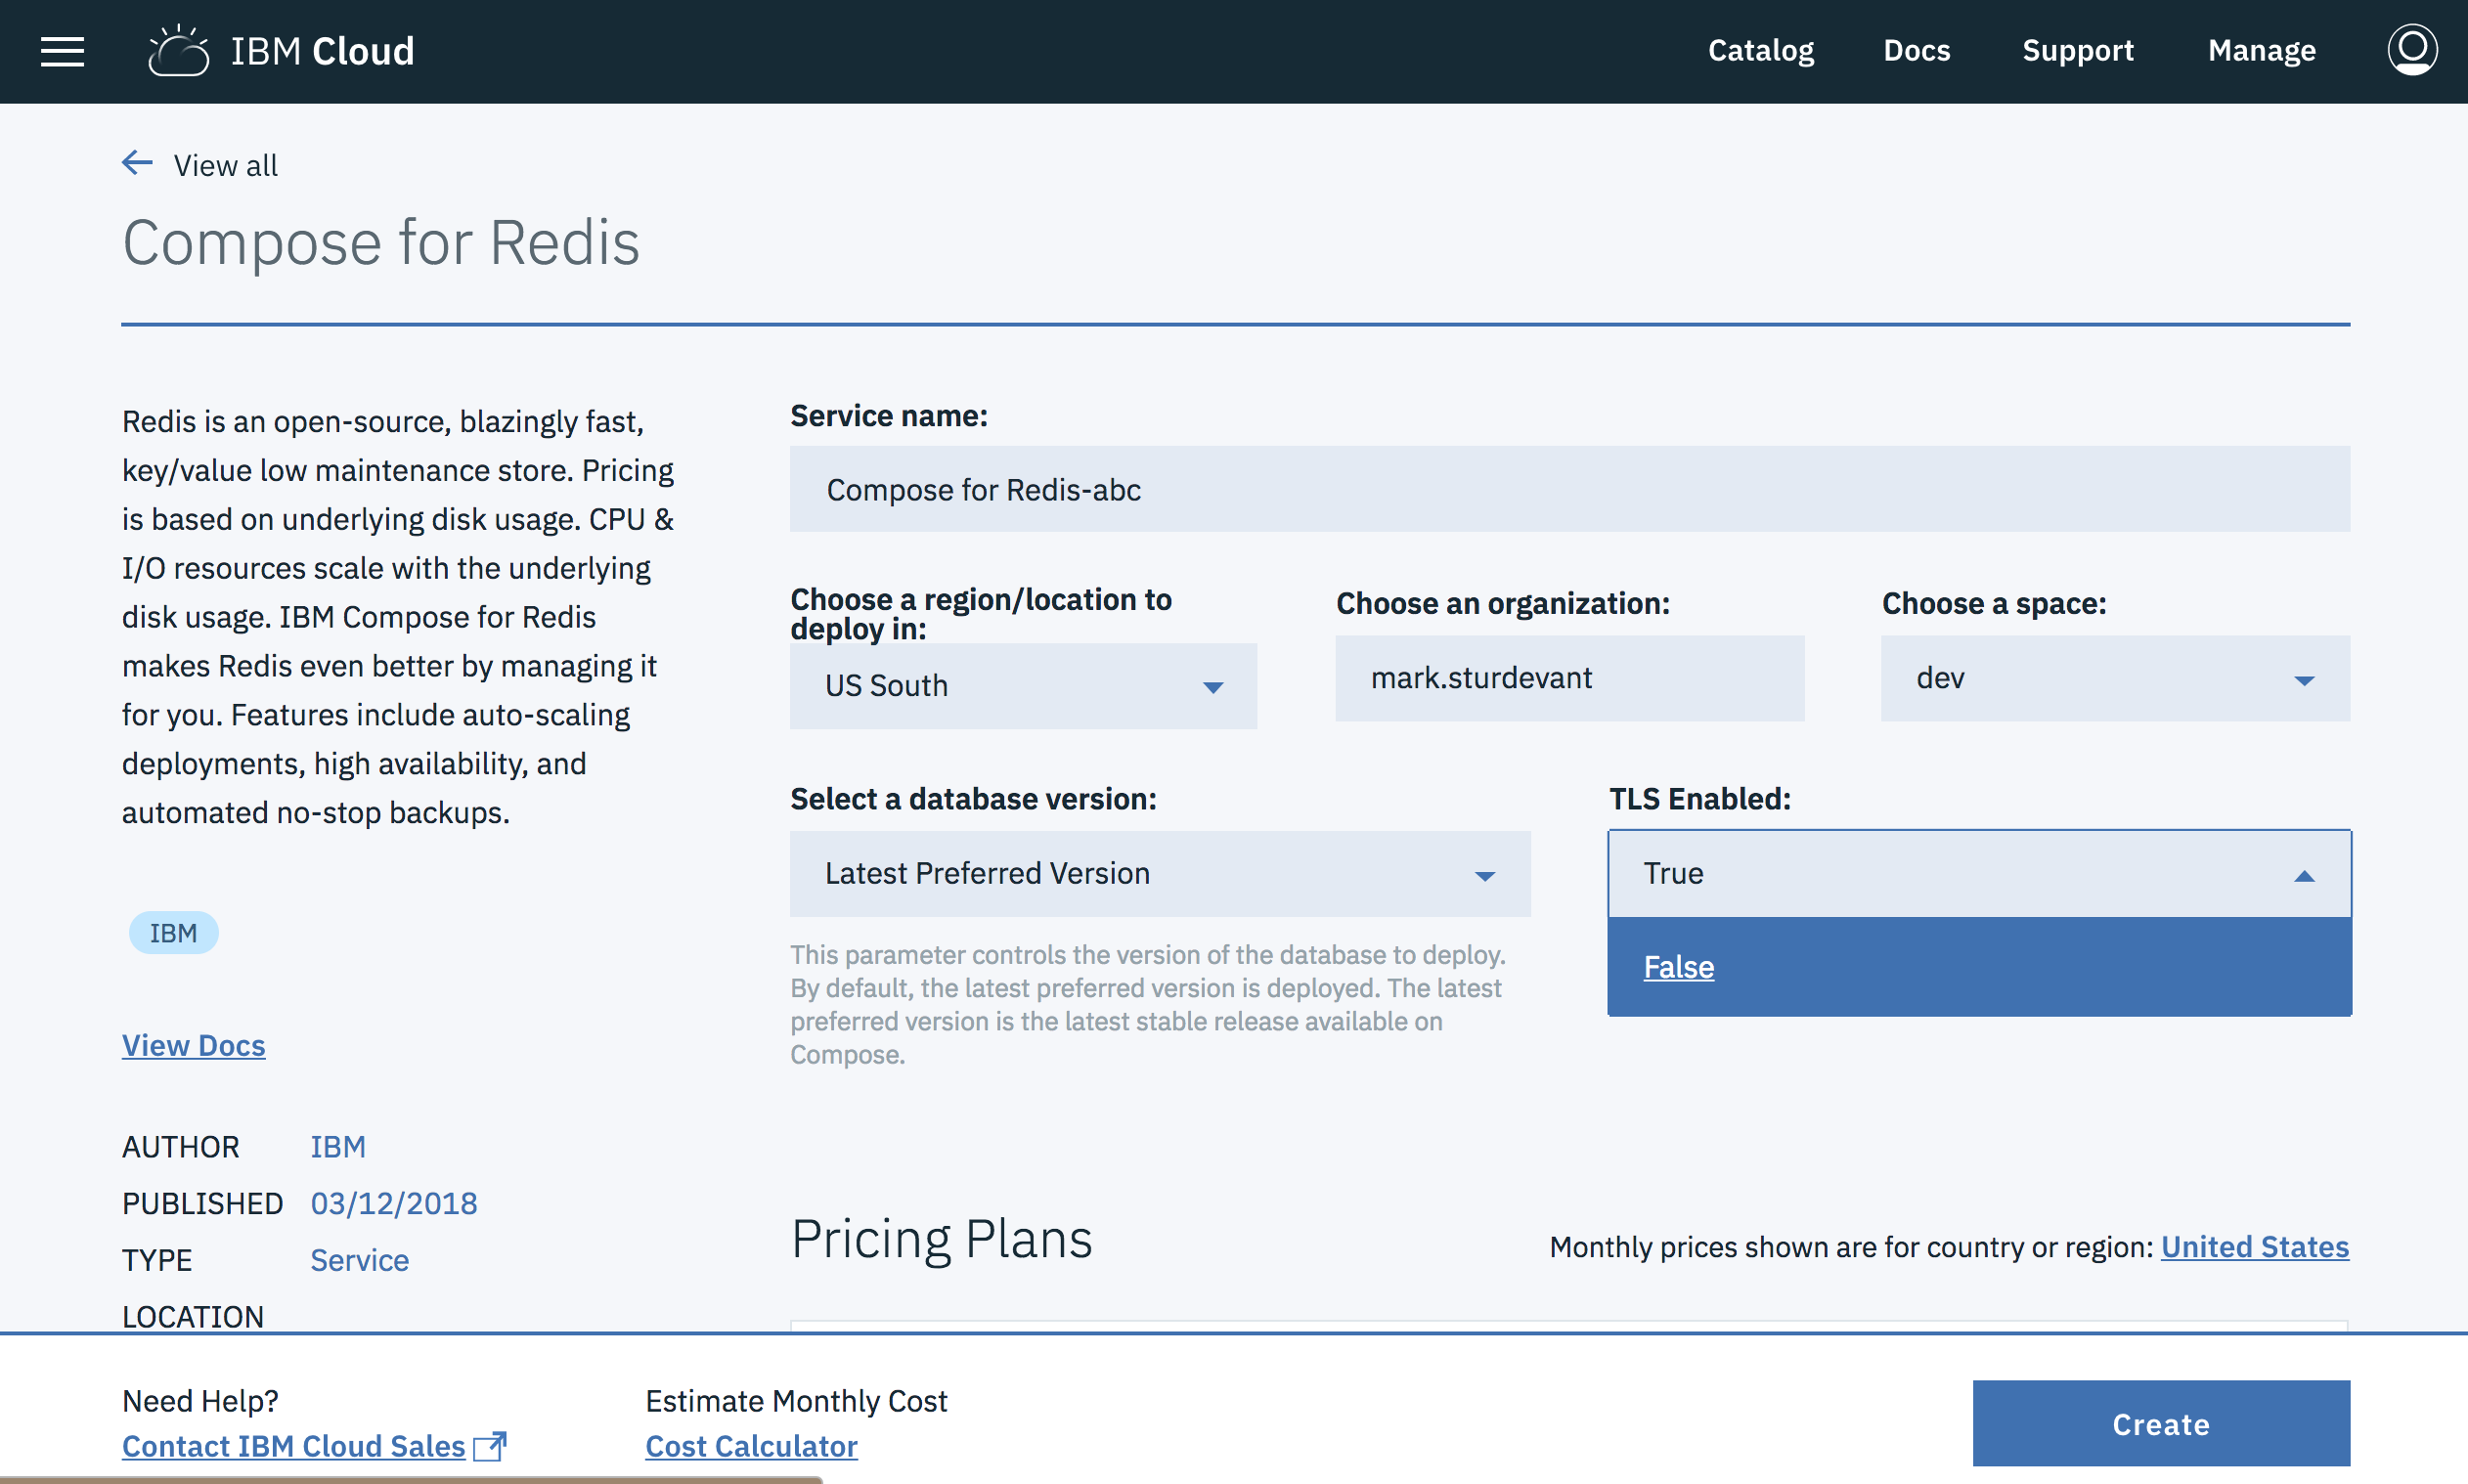 IBM Cloud
Catalog
Docs
Support
Manage
View all
Compose for Redis
Redis is an open-source, blazingly fast,
key/value low maintenance store. Pricing
is based on underlying disk usage. CPU &
I/O resources scale with the underlying
disk usage. IBM Compose for Redis
makes Redis even better by managing it
for you. Features include auto-scaling
deployments, high availability, and
automated no-stop backups.
IBM
View Docs
AUTHOR IBM
PUBLISHED 03/12/2018
TYPE Service
LOCATION
Service name:
Compose for Redis-abc
Choose a region/location to
deploy in:
US South
Choose an organization:
mark.sturdevant
Choose a space:
dev
Select a database version:
Latest Preferred Version
This parameter controls the version of the database to deploy.
By default, the latest preferred version is deployed. The latest
preferred version is the latest stable release available on
Compose.
TLS Enabled:
True
False
Pricing Plans
Monthly prices shown are for country or region: United States
Need Help?
Contact IBM Cloud Sales
Estimate Monthly Cost
Cost Calculator
Create